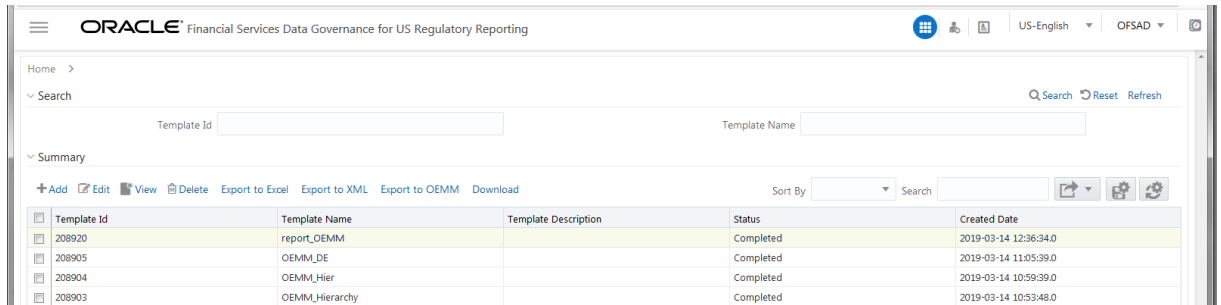 ORACLE® Financial Services Data Governance for US Regulatory Reporting US-English OFSAD
Home >
Search Search Reset Refresh
Template Id Template Name
Summary
Add Edit View Delete Export to Excel Export to XML Export to OEMM Download Sort By Search
Template Id Template Name Template Description Status Created Date
208920 report_OEMM Completed 2019-03-14 12:36:34.0
208905 OEMM_DE Completed 2019-03-14 11:05:39.0
208904 OEMM_Hier Completed 2019-03-14 10:59:39.0
208903 OEMM_Hierarchy Completed 2019-03-14 10:53:48.0